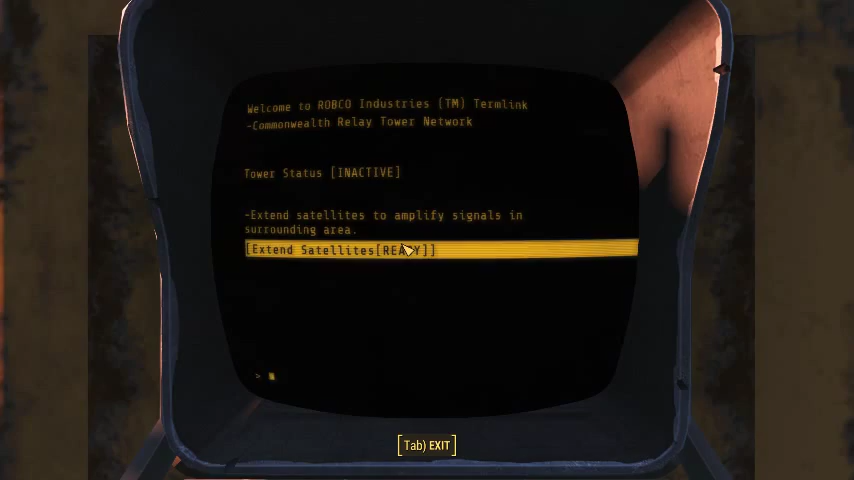 Welcome to ROBCO Industries (TM) Termlink
-Commonwealth Relay Tower Network
Tower Status [INACTIVE]
-Extend satellites to amplify signals in
surrounding area.
[Extend Satellites[READY]]
>
[Tab) EXIT]